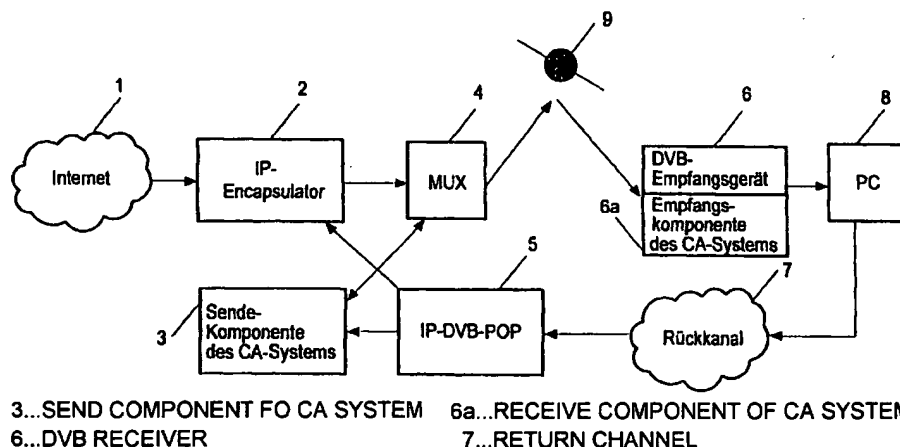 9
1
2
4
6
8
Internet
IP-
Encapsulator
MUX
DVB-
Empfangsgerät
PC
6a
Empfangs-
komponente
des CA-Systems
5
7
3
Sende-
Komponente
des CA-Systems
IP-DVB-POP
Rückkanal
3...SEND COMPONENT FO CA SYSTEM
6a...RECEIVE COMPONENT OF CA SYSTEM
6...DVB RECEIVER
7...RETURN CHANNEL